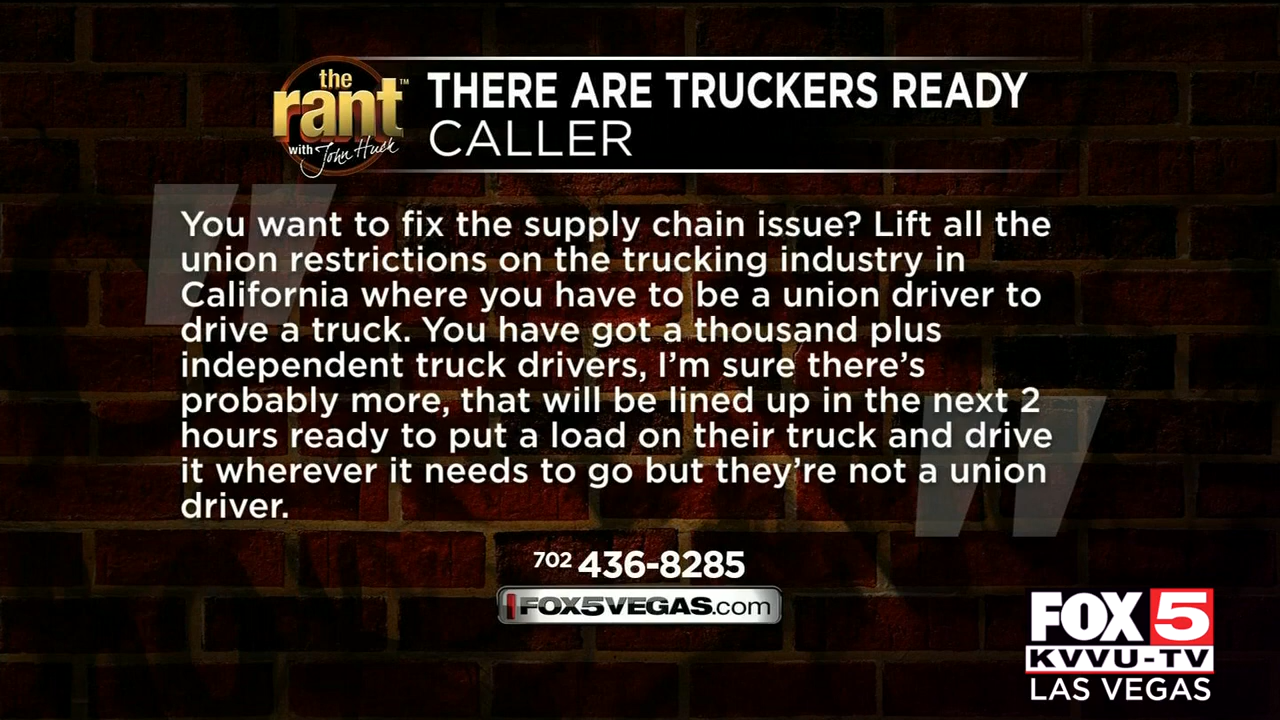 the
rant™
with John Huck
THERE ARE TRUCKERS READY
CALLER
You want to fix the supply chain issue? Lift all the
union restrictions on the trucking industry in
California where you have to be a union driver to
drive a truck. You have got a thousand plus
independent truck drivers, I'm sure there's
probably more, that will be lined up in the next 2
hours ready to put a load on their truck and drive
it wherever it needs to go but they're not a union
driver.
702 436-8285
FOX5VEGAS.com
FOX 5
KVVU-TV
LAS VEGAS